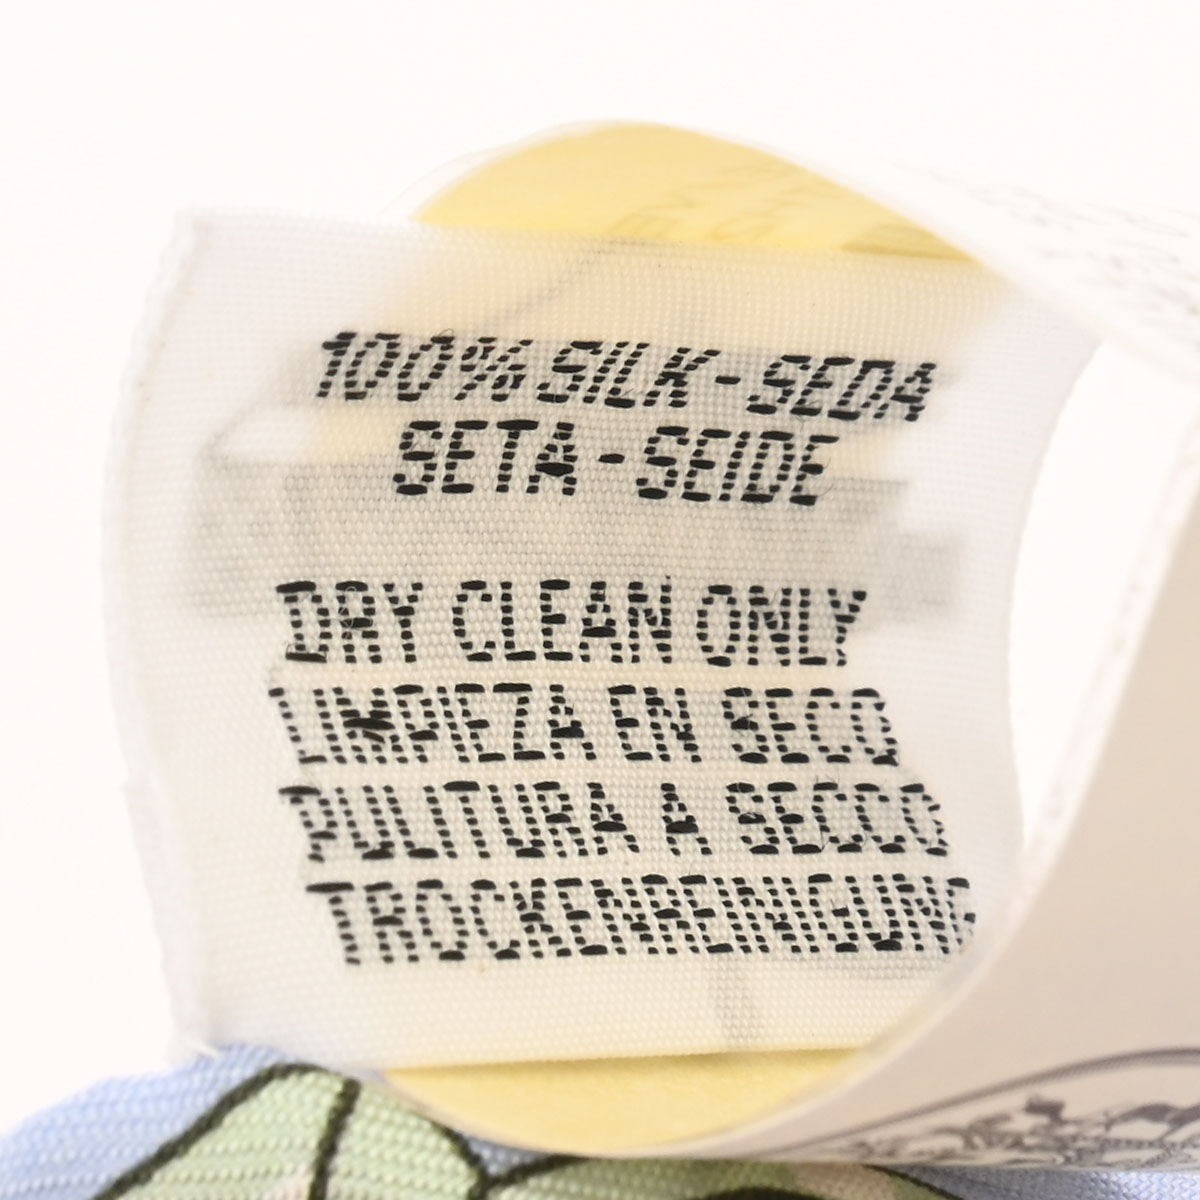 100% SILK - SEDA
SETA - SEIDE
DRY CLEAN ONLY
LIMPIEZA EN SECO
PULITURA A SECCO
TROCKENREINIGUNG